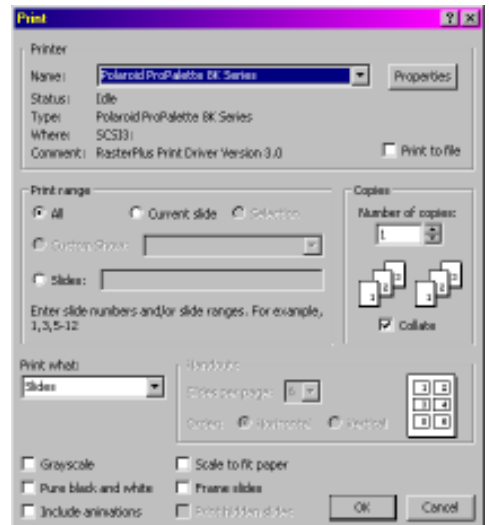 Print
Printer
Name: Polaroid ProPalette 8K Series Properties
Status: Idle
Type: Polaroid ProPalette 8K Series
Where: SCSI3:
Comment: RasterPlus Print Driver Version 3.0 Print to file
Print range
All Current slide Selection
Custom Show:
Slides:
Enter slide numbers and/or slide ranges. For example,
1,3,5-12
Copies
Number of copies:
1
Collate
Print what:
Slides
Handouts
Slides per page: 6
Order: Horizontal Vertical
Grayscale
Pure black and white
Include animations
Scale to fit paper
Frame slides
Print hidden slides
OK Cancel